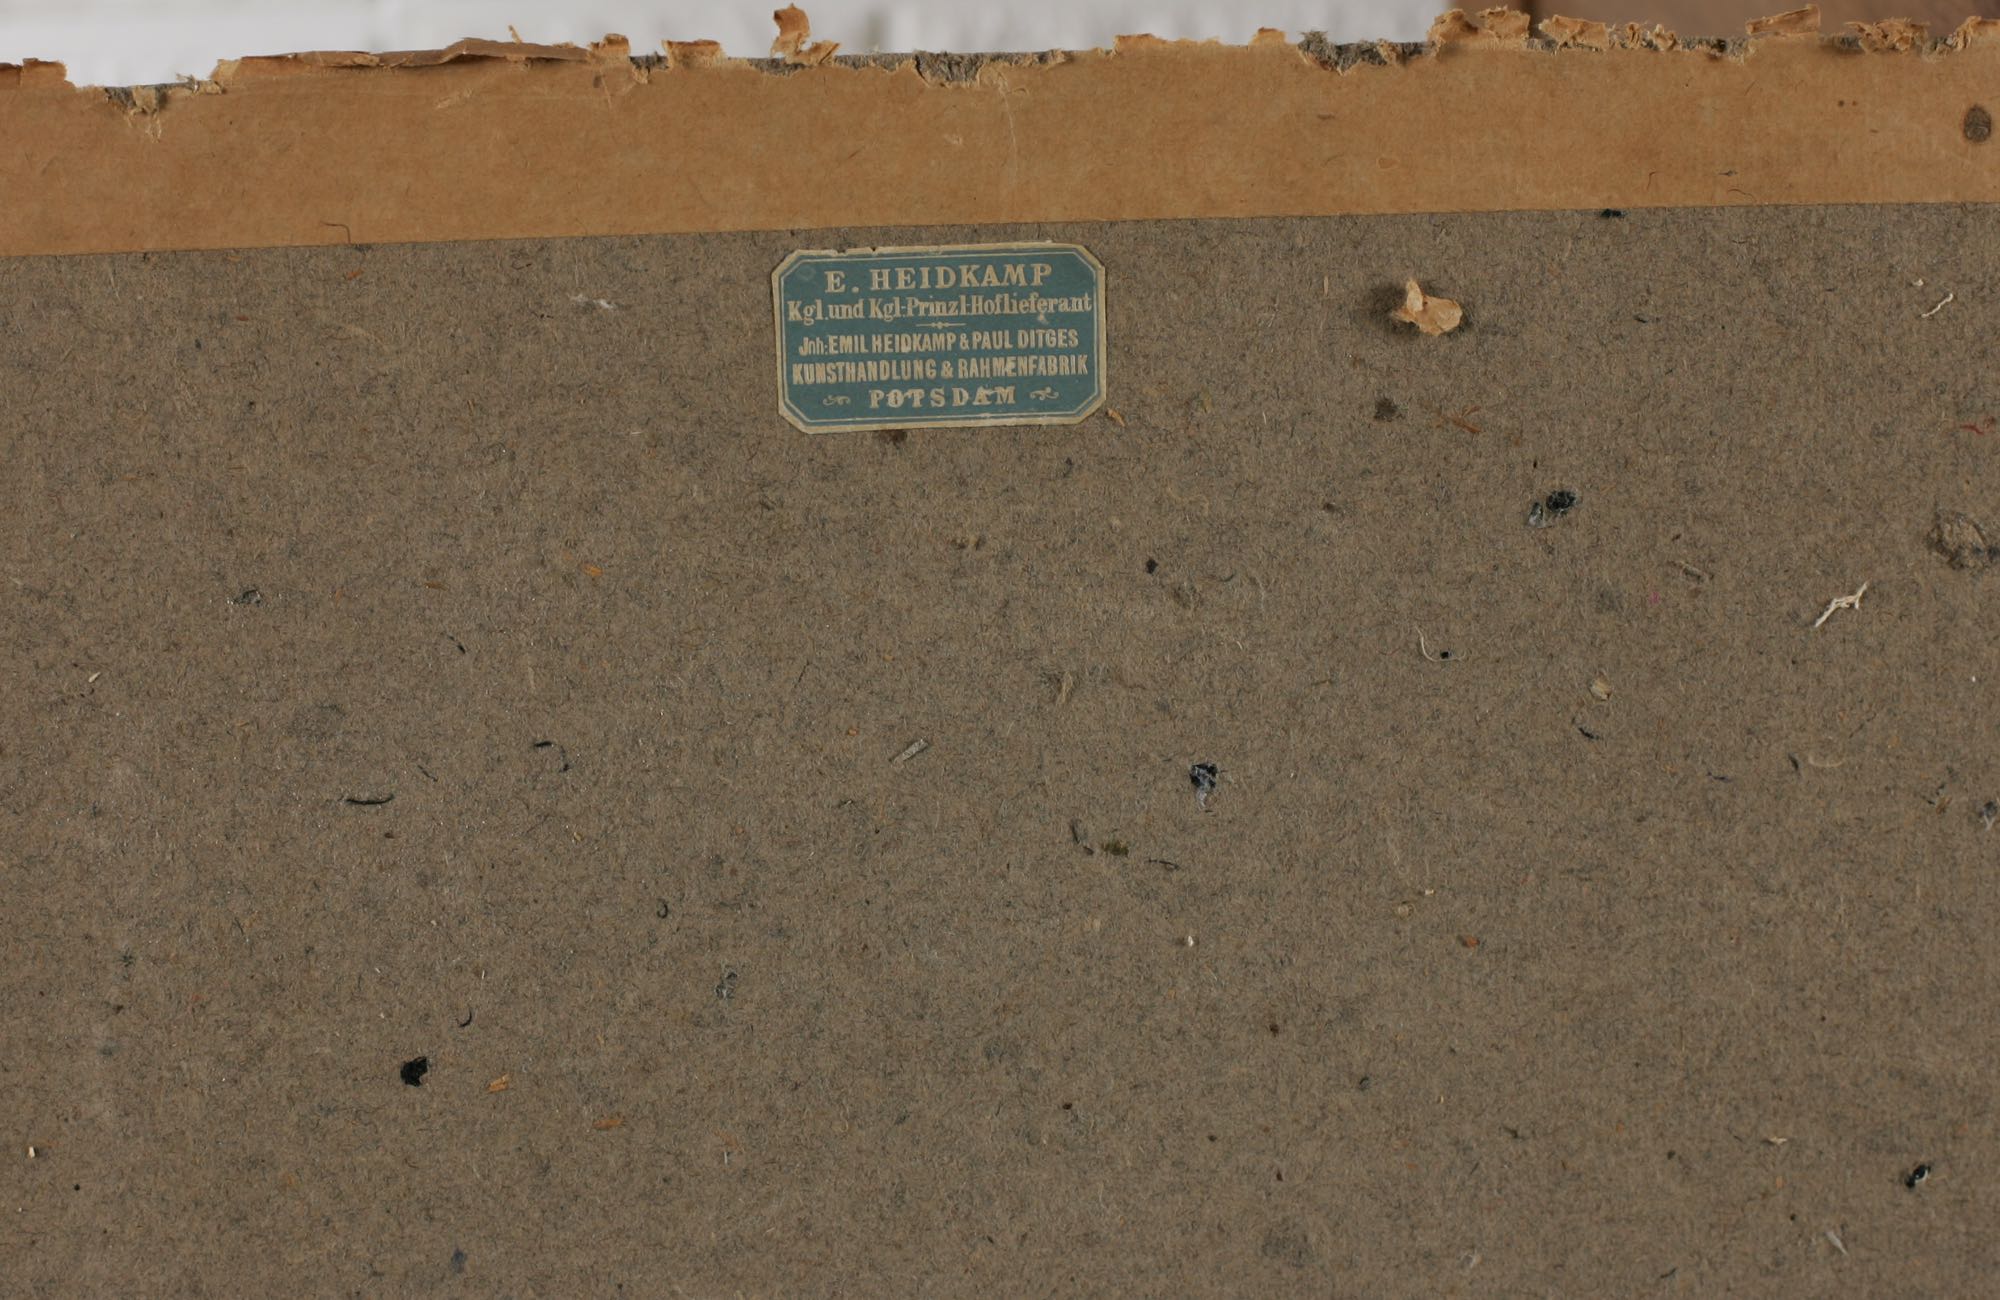 E. HEIDKAMP
Kgl. und Kgl-Prinzl-Hoflieferant
Jnh: EMIL HEIDKAMP & PAUL DITGES
KUNSTHANDLUNG & RAHMENFABRIK
POTSDAM